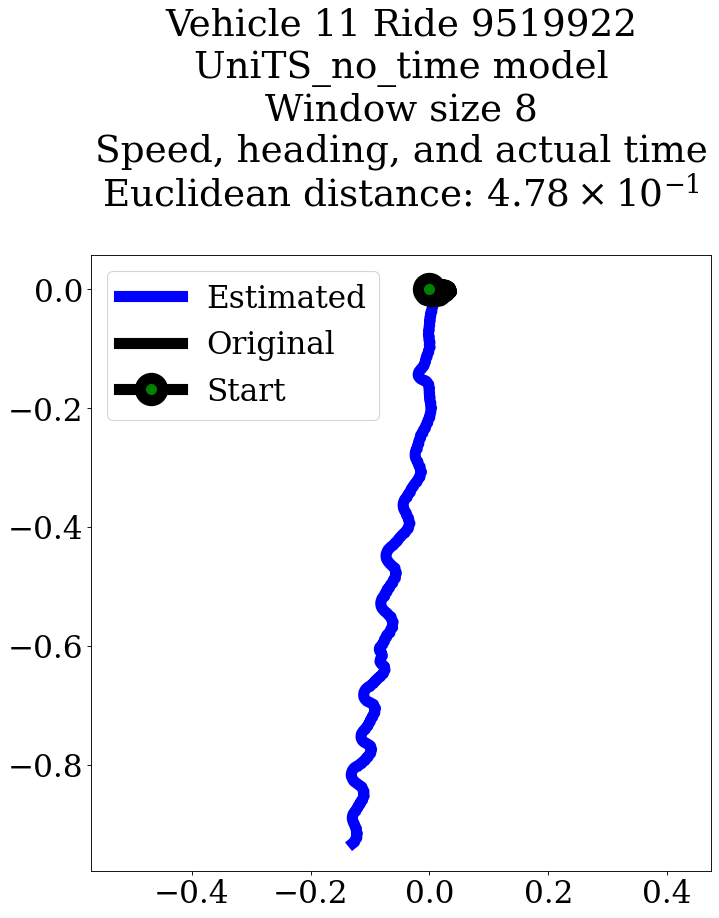 Vehicle 11 Ride 9519922
UniTS_no_time model
Window size 8
Speed, heading, and actual time
Euclidean distance: 4.78 × 10⁻¹
Estimated
Original
Start
0.0
−0.2
−0.4
−0.6
−0.8
−0.4 −0.2 0.0 0.2 0.4